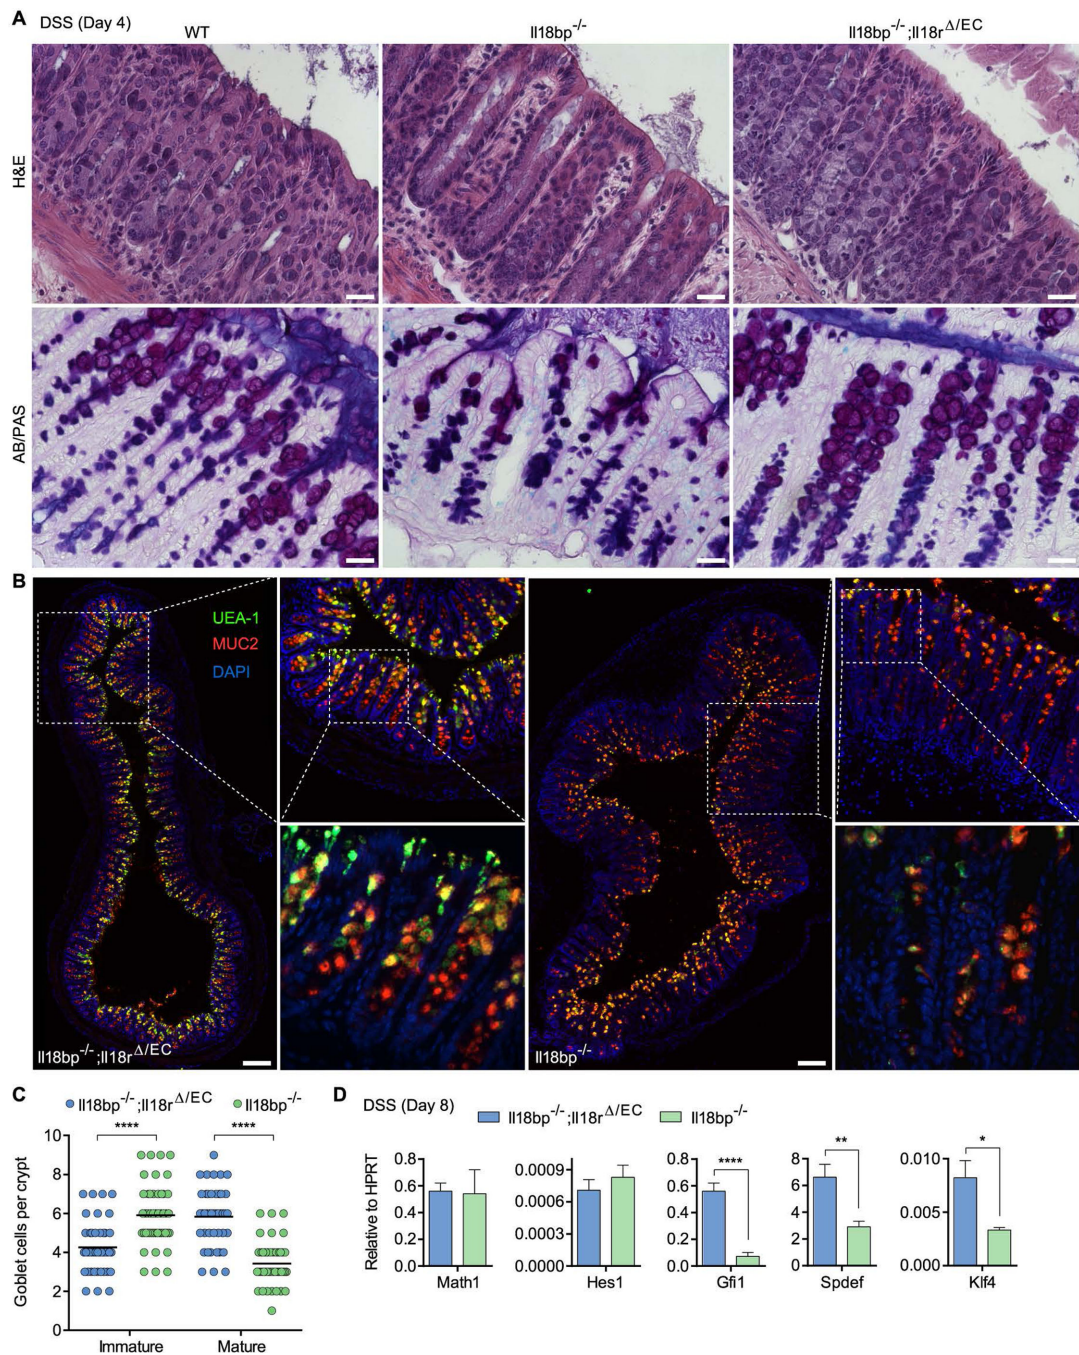 A
DSS (Day 4)
WT
Il18bp-/-
Il18bp-/-;Il18rΔ/EC
H&E
AB/PAS
B
UEA-1
MUC2
DAPI
Il18bp-/-;Il18rΔ/EC
Il18bp-/-
C
Il18bp-/-;Il18rΔ/EC
Il18bp-/-
****
****
Goblet cells per crypt
10
8
6
4
2
0
Immature
Mature
D
DSS (Day 8)
Il18bp-/-;Il18rΔ/EC
Il18bp-/-
Relative to HPRT
0.8
0.6
0.4
0.2
0.0
Math1
0.0009
0.0006
0.0003
0.0000
Hes1
****
0.8
0.6
0.4
0.2
0.0
Gfi1
**
8
6
4
2
0
Spdef
*
0.010
0.005
0.000
Klf4